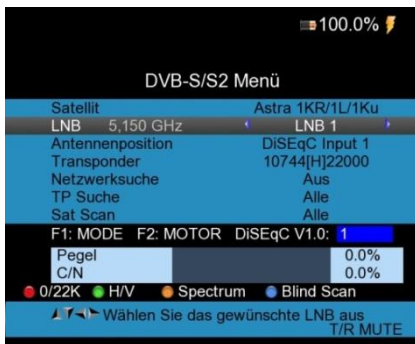 100.0%
DVB-S/S2 Menü
Satellit Astra 1KR/1L/1Ku
LNB 5,150 GHz LNB 1
Antennenposition DiSEqC Input 1
Transponder 10744[H]22000
Netzwerksuche Aus
TP Suche Alle
Sat Scan Alle
F1: MODE F2: MOTOR DiSEqC V1.0: 1
Pegel 0.0%
C/N 0.0%
0/22K H/V Spectrum Blind Scan
Wählen Sie das gewünschte LNB aus
T/R MUTE